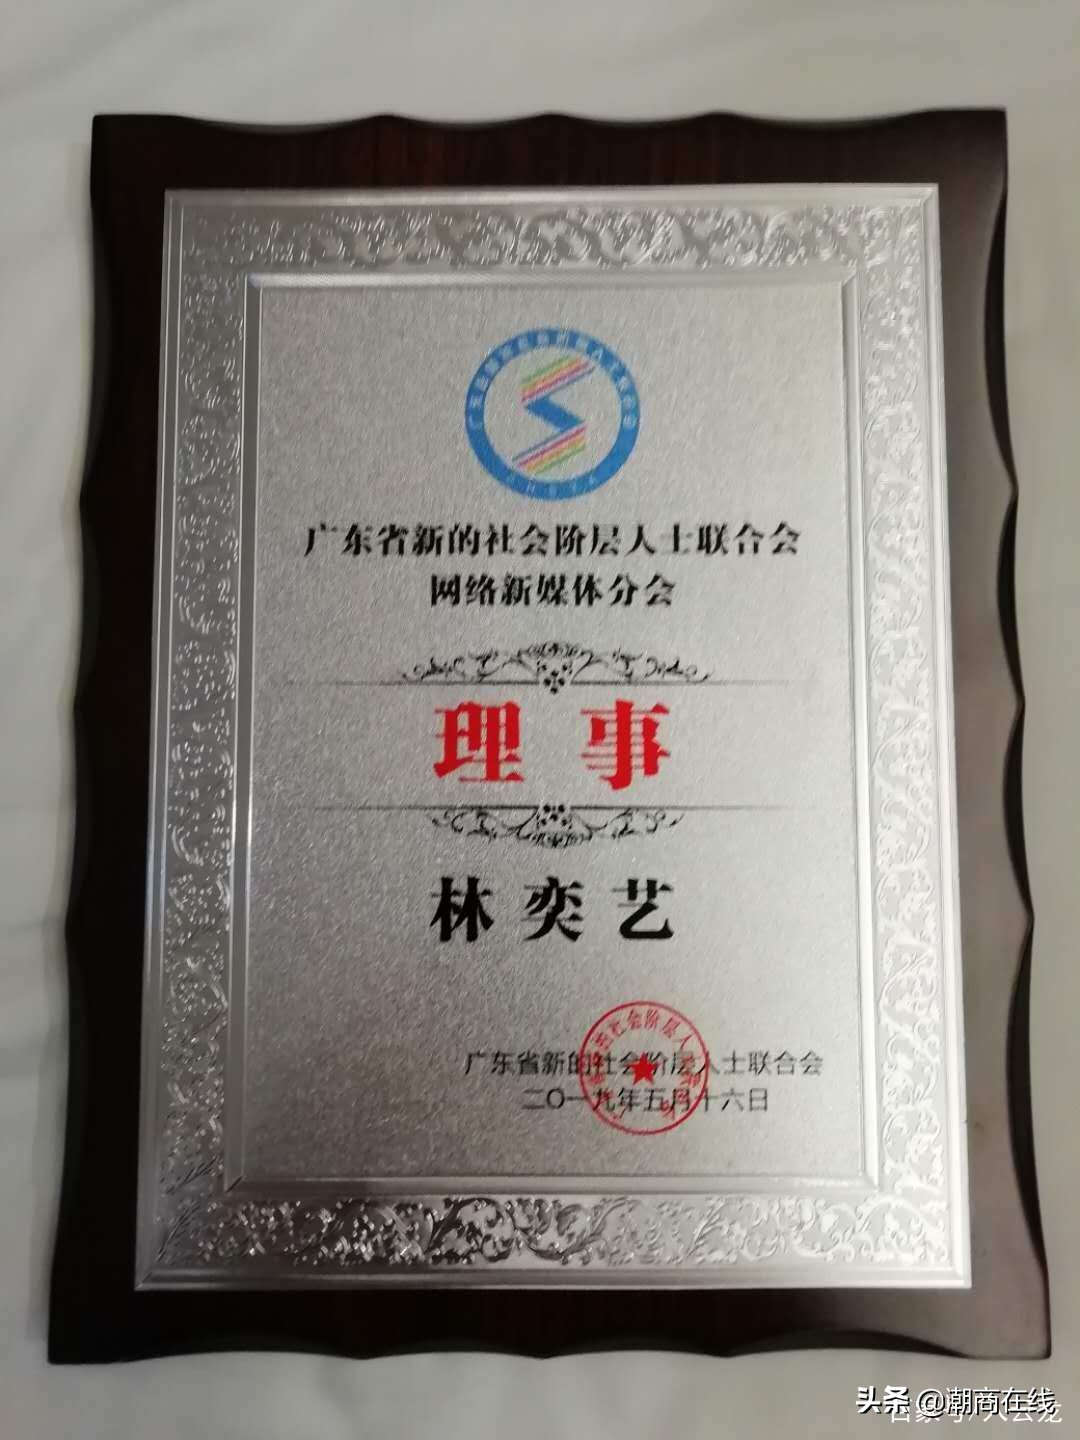 广东省新的社会阶层人士联合会
网络新媒体分会
理事
林奕艺
广东省新的社会阶层人士联合会
二〇一九年五月十六日
头条 @潮商在线